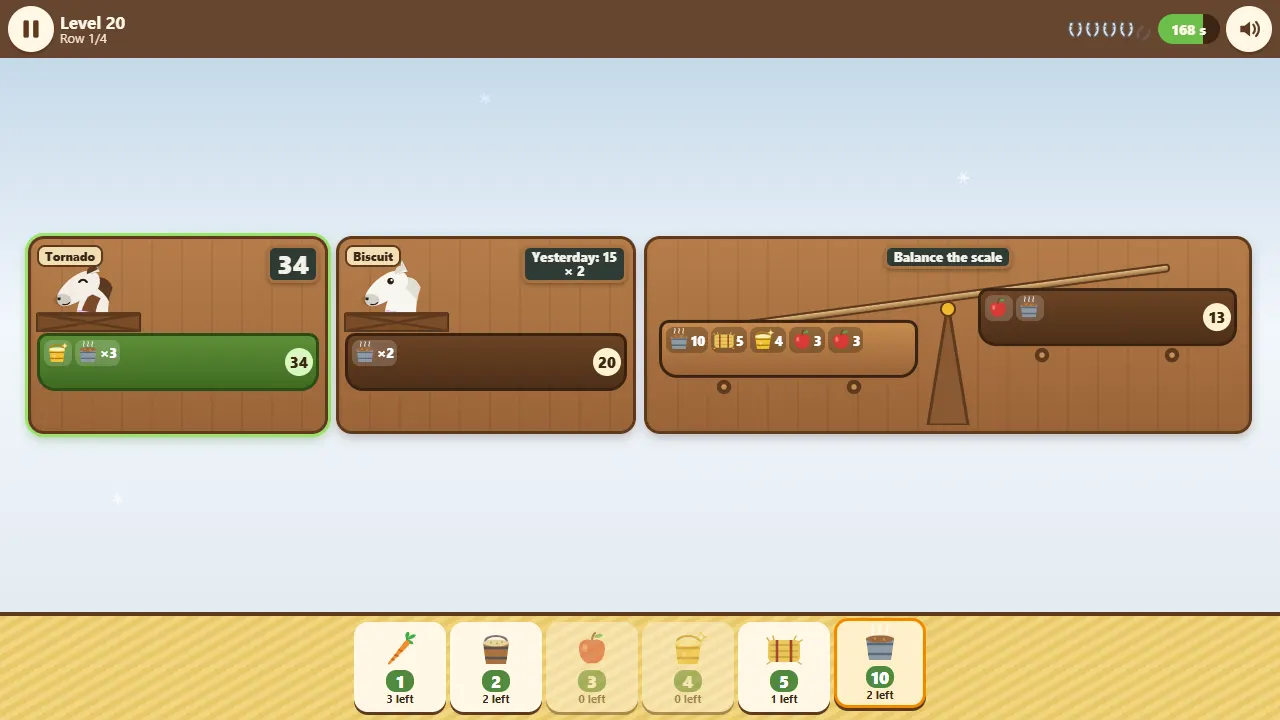 Level 20
Row 1/4
168 s
Tornado
34
×3
34
Biscuit
Yesterday: 15
× 2
×2
20
Balance the scale
10
5
4
3
3
13
1
3 left
2
2 left
3
0 left
4
0 left
5
1 left
10
2 left